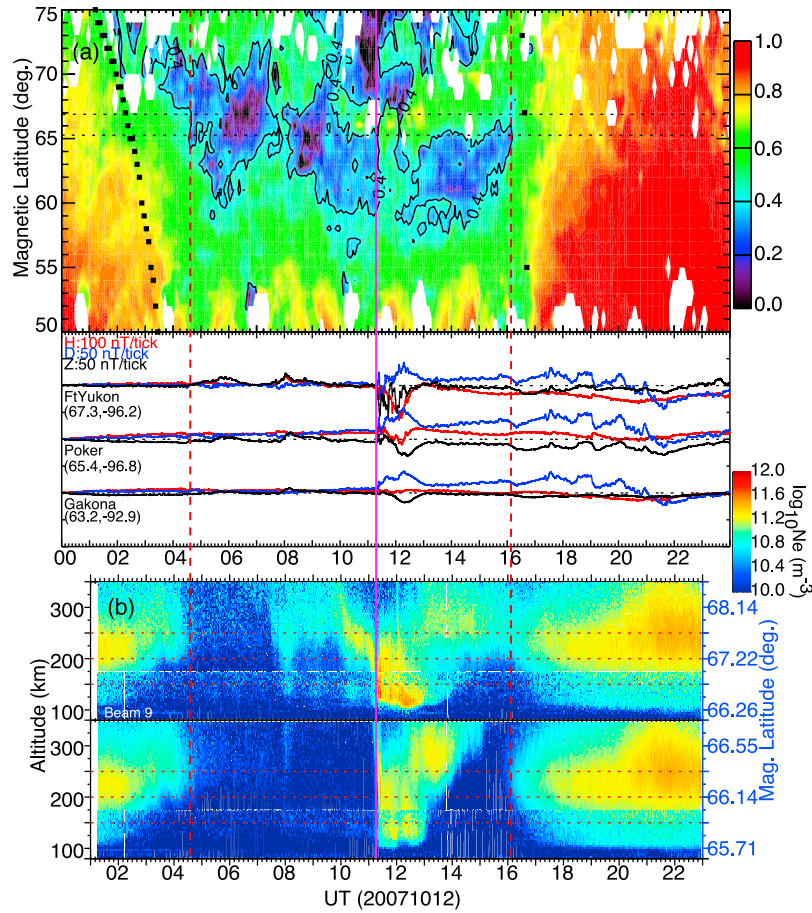 75
70
65
60
55
50
Magnetic Latitude (deg.)
(a)
0.4
0.4
0.4
0.4
0.4
0.4
1.0
0.8
0.6
0.4
0.2
0.0
H:100 nT/tick
D:50 nT/tick
Z:50 nT/tick
FtYukon
(67.3,-96.2)
Poker
(65.4,-96.8)
Gakona
(63.2,-92.9)
00 02 04 06 08 10 12 14 16 18 20 22
12.0
11.6
11.2
10.8
10.4
10.0
log10Ne (m-3)
(b)
300
200
100
Beam 9
300
200
100
Altitude (km)
68.14
67.22
66.26
66.55
66.14
65.71
Mag. Latitude (deg.)
02 04 06 08 10 12 14 16 18 20 22
UT (20071012)